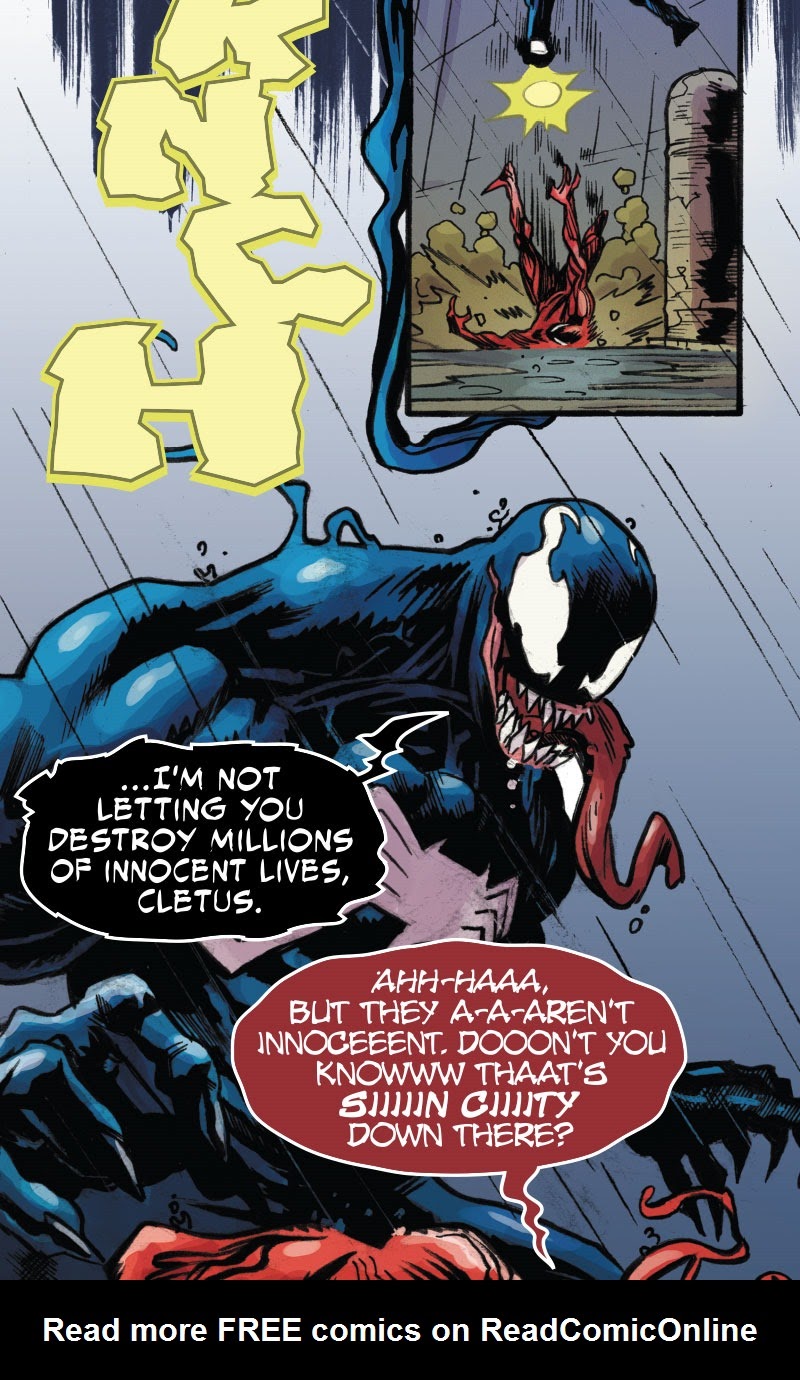 K
N
C
H
...I'M NOT
LETTING YOU
DESTROY MILLIONS
OF INNOCENT LIVES,
CLETUS.
AHH-HAAA,
BUT THEY A-A-AREN'T
INNOCEEENT. DOOON'T YOU
KNOWWW THAAT'S
SIIIIIN CIIIITY
DOWN THERE?
Read more FREE comics on ReadComicOnline